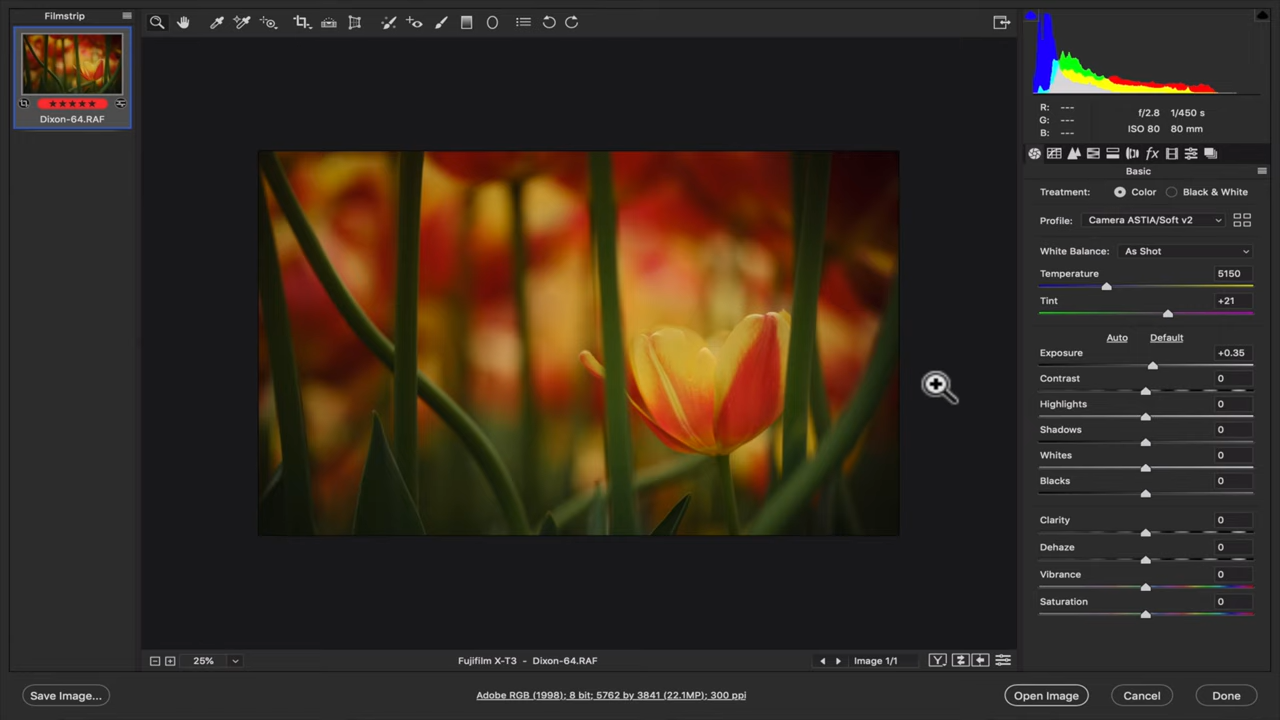 Filmstrip
★★★★★
Dixon-64.RAF
R: ---
G: ---
B: ---
f/2.8 1/450 s
ISO 80 80 mm
fx
Basic
Treatment: Color Black & White
Profile: Camera ASTIA/Soft v2
White Balance: As Shot
Temperature 5150
Tint +21
Auto Default
Exposure +0.35
Contrast 0
Highlights 0
Shadows 0
Whites 0
Blacks 0
Clarity 0
Dehaze 0
Vibrance 0
Saturation 0
25%
Fujifilm X-T3 - Dixon-64.RAF
Image 1/1
Y
Save Image...
Adobe RGB (1998); 8 bit; 5762 by 3841 (22.1MP); 300 ppi
Open Image
Cancel
Done